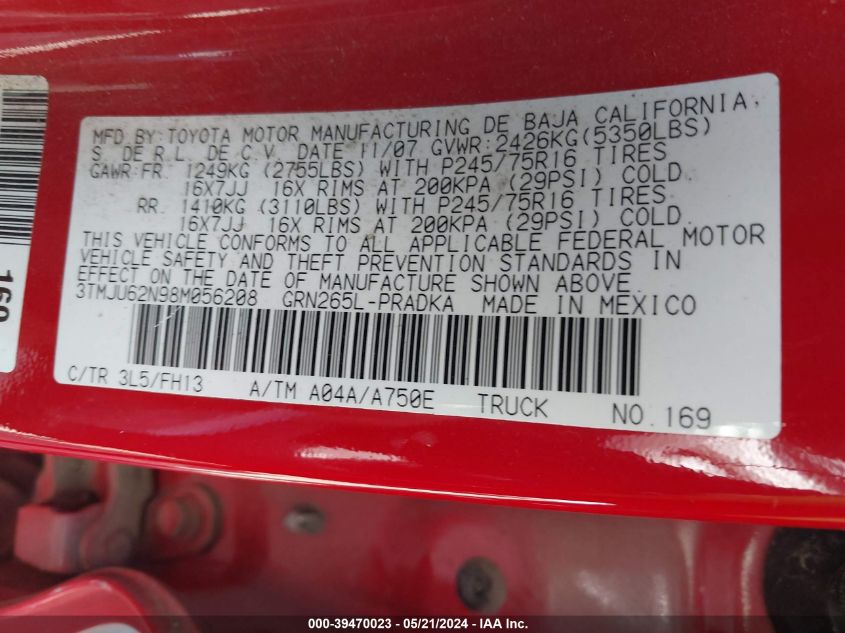 MFD BY: TOYOTA MOTOR MANUFACTURING DE BAJA CALIFORNIA
S. DE R.L. DE C.V. DATE 11/07 GVWR:2426KG(5350LBS)
GAWR:FR. 1249KG (2755LBS) WITH P245/75R16 TIRES
16X7JJ 16X RIMS AT 200KPA (29PSI) COLD.
RR. 1410KG (3110LBS) WITH P245/75R16 TIRES
16X7JJ 16X RIMS AT 200KPA (29PSI) COLD.
THIS VEHICLE CONFORMS TO ALL APPLICABLE FEDERAL MOTOR
VEHICLE SAFETY AND THEFT PREVENTION STANDARDS IN
EFFECT ON THE DATE OF MANUFACTURE SHOWN ABOVE.
3TMJU62N98M056208 GRN265L-PRADKA MADE IN MEXICO
C/TR 3L5/FH13 A/TM A04A/A750E TRUCK NO.169
169
000-39470023 - 05/21/2024 - IAA Inc.